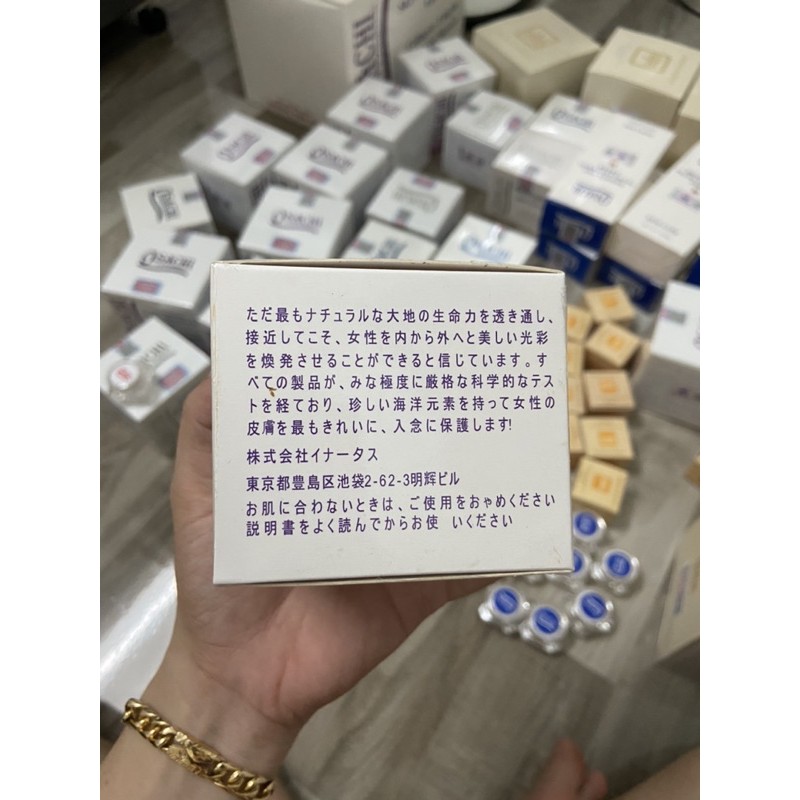 ただ最もナチュラルな大地の生命力を透き通し、
接近してこそ、女性を内から外へと美しい光彩
を煥発させることができると信じています。す
べての製品が、みな極度に厳格な科学的なテス
トを経ており、珍しい海洋元素を持って女性の
皮膚を最もきれいに、入念に保護します!
株式会社イナータス
東京都豊島区池袋2-62-3明辉ビル
お肌に合わないときは、ご使用をおゃめください
説明書をよく読んでからお使 いください